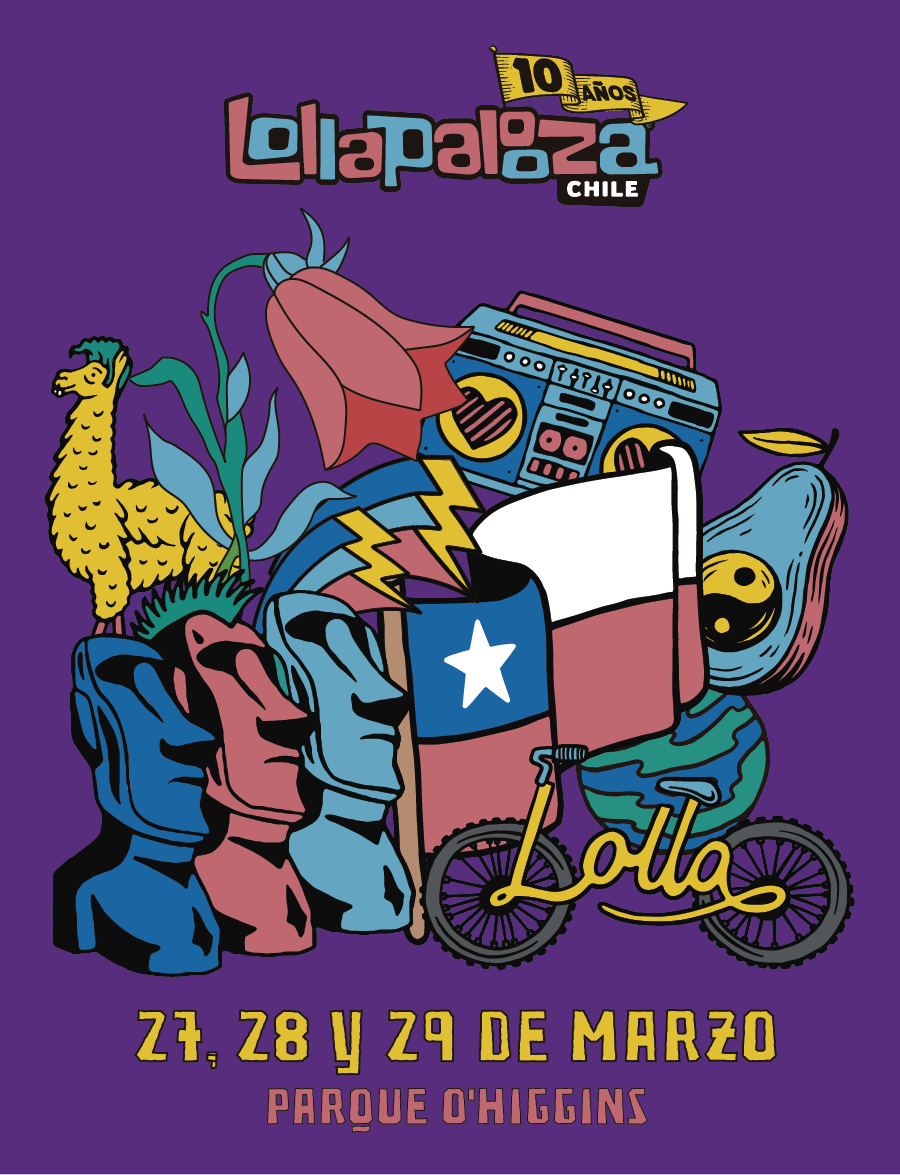 10 AÑOS
Lollapalooza
CHILE
Lolla
27, 28 y 29 DE MARZO
PARQUE O'HIGGINS